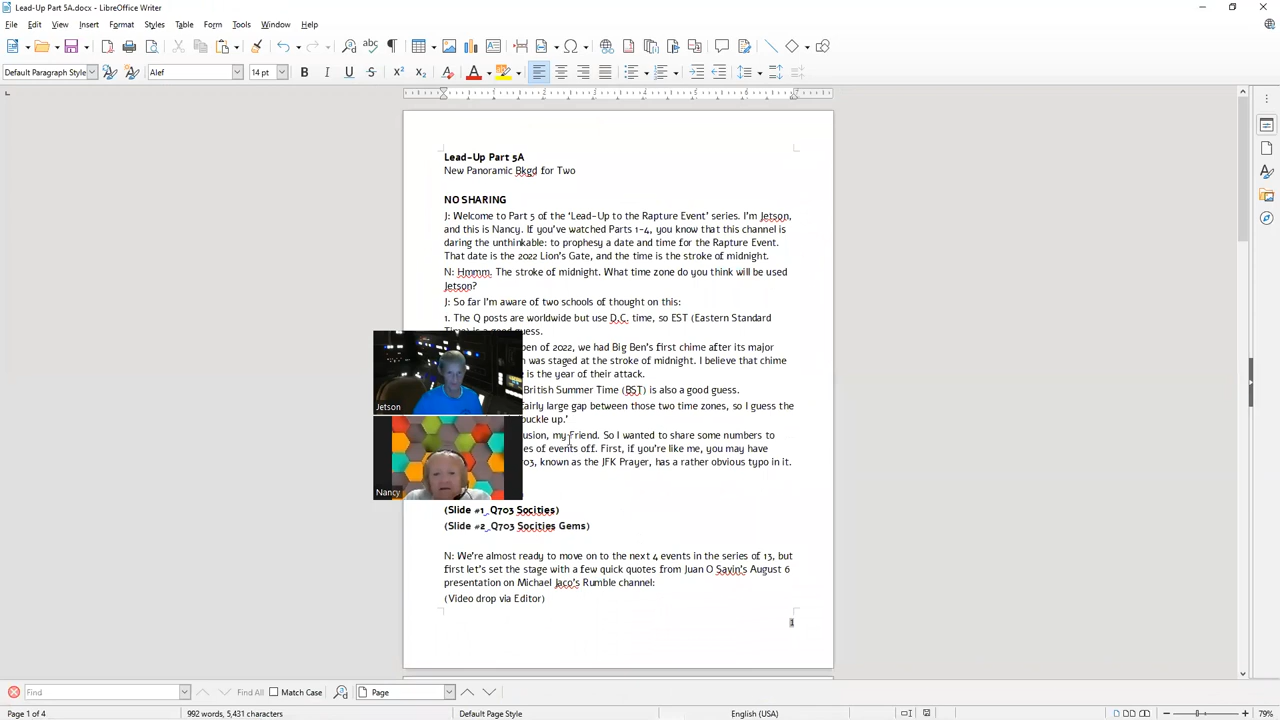 Lead-Up Part 5A.docx - LibreOffice Writer
File Edit View Insert Format Styles Table Form Tools Window Help
Default Paragraph Style Alef 14 pt
Lead-Up Part 5A
New Panoramic Bkgd for Two
NO SHARING
J: Welcome to Part 5 of the ‘Lead-Up to the Rapture Event’ series. I’m Jetson,
and this is Nancy. If you’ve watched Parts 1-4, you know that this channel is
daring the unthinkable: to prophesy a date and time for the Rapture Event.
That date is the 2022 Lion’s Gate, and the time is the stroke of midnight.
N: Hmmm. The stroke of midnight. What time zone do you think will be used
Jetson?
J: So far I’m aware of two schools of thought on this:
1. The Q posts are worldwide but use D.C. time, so EST (Eastern Standard
Time) is a good guess.
pen of 2022, we had Big Ben’s first chime after its major
was staged at the stroke of midnight. I believe that chime
e is the year of their attack.
British Summer Time (BST) is also a good guess.
fairly large gap between those two time zones, so I guess the
buckle up.’
usion, my Friend. So I wanted to share some numbers to
es of events off. First, if you’re like me, you may have
03, known as the JFK Prayer, has a rather obvious typo in it.
Jetson
Nancy
(Slide #1_Q703 Socities)
(Slide #2_Q703 Socities Gems)
N: We’re almost ready to move on to the next 4 events in the series of 13, but
first let’s set the stage with a few quick quotes from Juan O Sayin’s August 6
presentation on Michael Jaco’s Rumble channel:
(Video drop via Editor)
1
Find Find All Match Case Page
Page 1 of 4 992 words, 5,431 characters Default Page Style English (USA) 79%